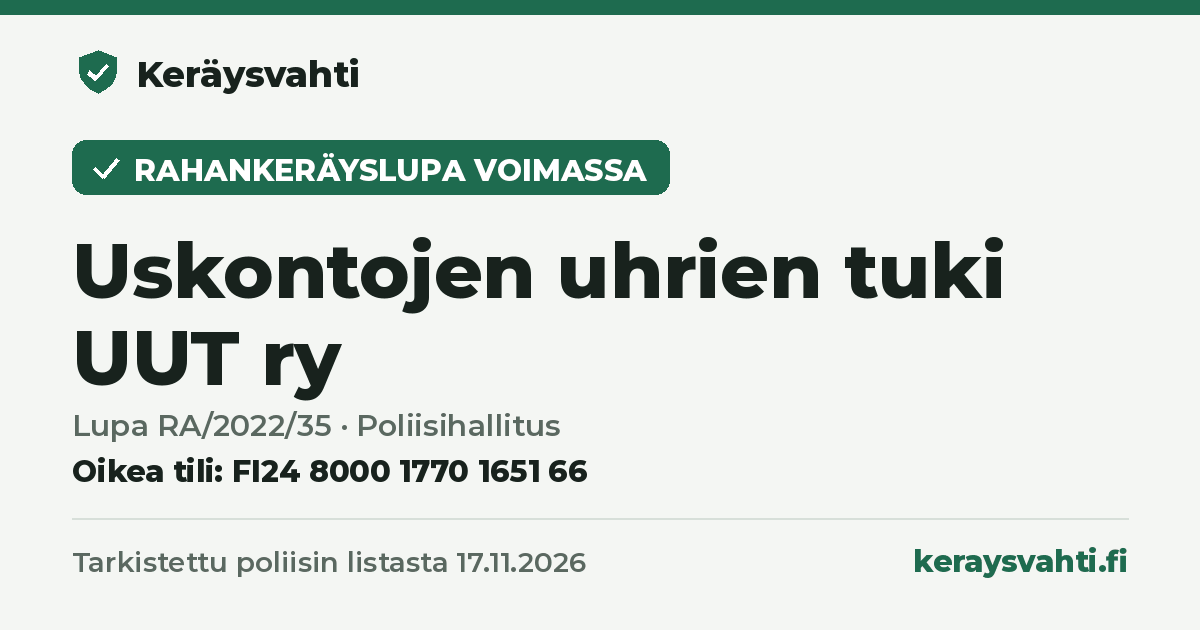 Keräysvahti
RAHANKERÄYSLUPA VOIMASSA
Uskontojen uhrien tuki
UUT ry
Lupa RA/2022/35 · Poliisihallitus
Oikea tili: FI24 8000 1770 1651 66
Tarkistettu poliisin listasta 17.11.2026
keraysvahti.fi